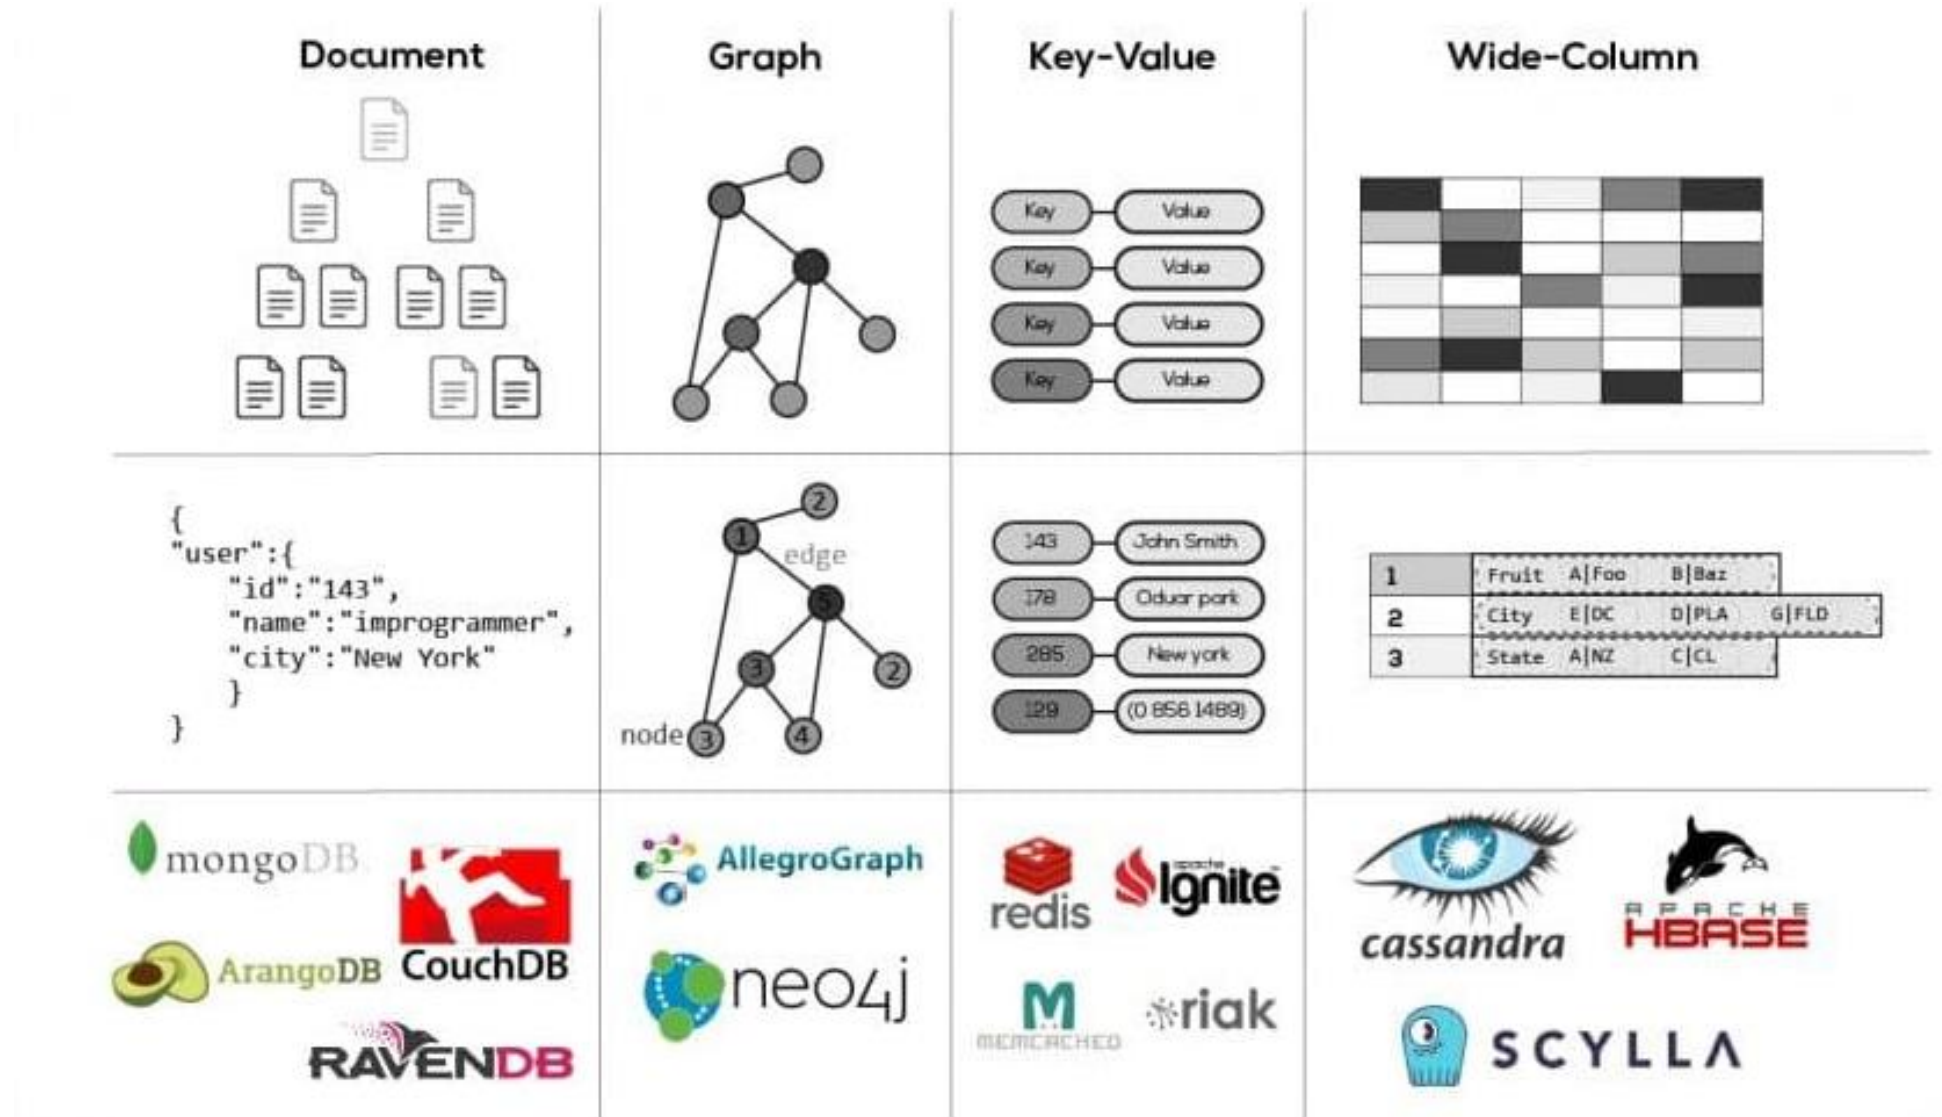 Document
Graph
Key-Value
Wide-Column
Key Value
Key Value
Key Value
Key Value
{
"user":{
"id":"143",
"name":"improgrammer",
"city":"New York"
}
}
2
1
edge
5
3
2
node 3
4
143 John Smith
178 Oduar park
285 New york
129 (0 856 1489)
1 Fruit A|Foo B|Baz
2 City E|DC D|PLA G|FLD
3 State A|NZ C|CL
mongoDB
CouchDB
ArangoDB
RAVENDB
AllegroGraph
neo4j
redis
apache
Ignite
MEMCACHED
riak
cassandra
APACHE
HBASE
SCYLLA